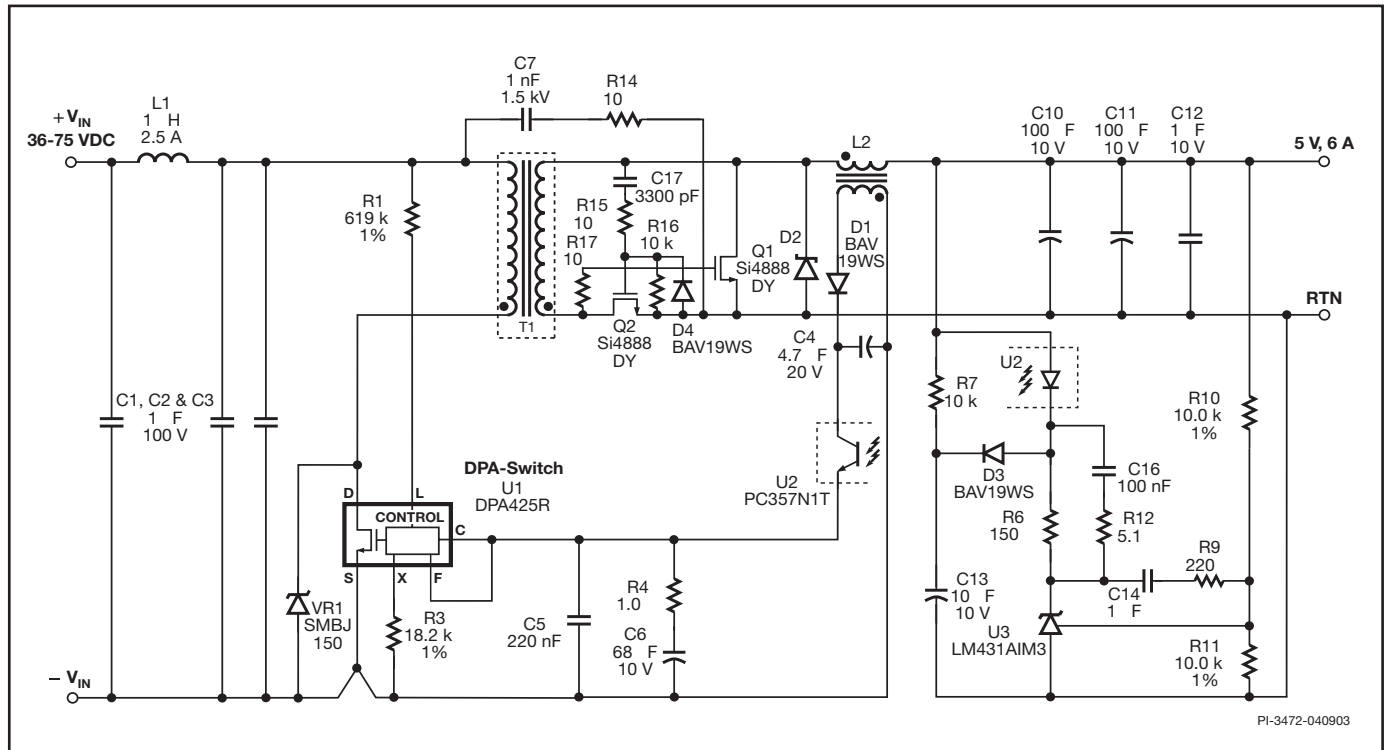 C7
1 nF
1.5 kV
R14
10
L1
1 H
2.5 A
+ VIN
36-75 VDC
C10
100 F
10 V
C11
100 F
10 V
C12
1 F
10 V
L2
5 V, 6 A
R1
619 k
1%
C17
3300 pF
R15
10
R16
10 k
R17
10
Q1
Si4888
DY
D2
D1
BAV
19WS
RTN
T1
Q2
Si4888
DY
D4
BAV19WS
C4
4.7 F
20 V
U2
R7
10 k
R10
10.0 k
1%
C1, C2 & C3
1 F
100 V
DPA-Switch
U1
DPA425R
D
L
CONTROL
C
S
X
F
U2
PC357N1T
D3
BAV19WS
C16
100 nF
R6
150
R12
5.1
R9
220
VR1
SMBJ
150
R3
18.2 k
1%
C5
220 nF
R4
1.0
C6
68 F
10 V
C13
10 F
10 V
C14
1 F
U3
LM431AIM3
R11
10.0 k
1%
− VIN
PI-3472-040903